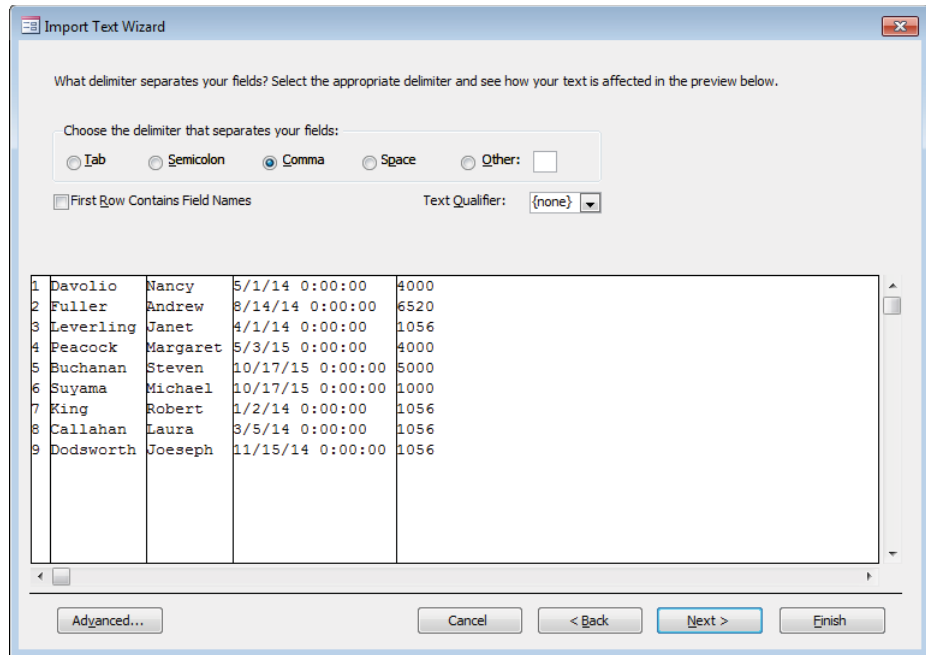 Import Text Wizard
What delimiter separates your fields? Select the appropriate delimiter and see how your text is affected in the preview below.
Choose the delimiter that separates your fields:
Tab Semicolon Comma Space Other:
First Row Contains Field Names Text Qualifier: {none}
1 Davolio Nancy 5/1/14 0:00:00 4000
2 Fuller Andrew 8/14/14 0:00:00 6520
3 Leverling Janet 4/1/14 0:00:00 1056
4 Peacock Margaret 5/3/15 0:00:00 4000
5 Buchanan Steven 10/17/15 0:00:00 5000
6 Suyama Michael 10/17/15 0:00:00 1000
7 King Robert 1/2/14 0:00:00 1056
8 Callahan Laura 3/5/14 0:00:00 1056
9 Dodsworth Joeseph 11/15/14 0:00:00 1056
Advanced... Cancel < Back Next > Finish